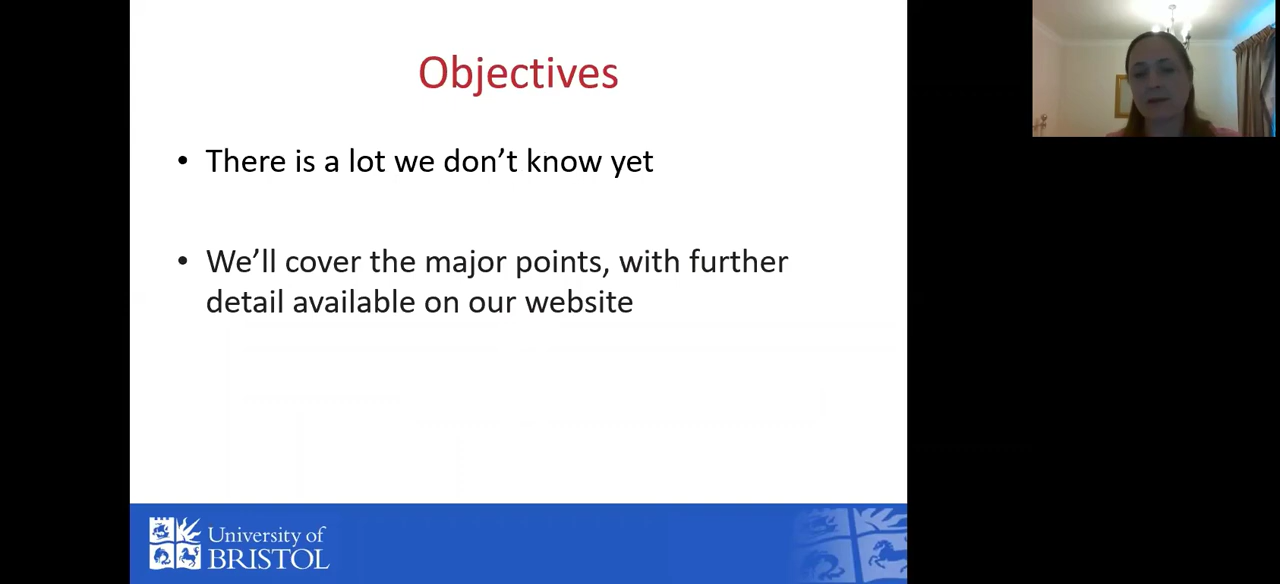 Objectives
• There is a lot we don’t know yet
• We’ll cover the major points, with further
detail available on our website
University of
BRISTOL